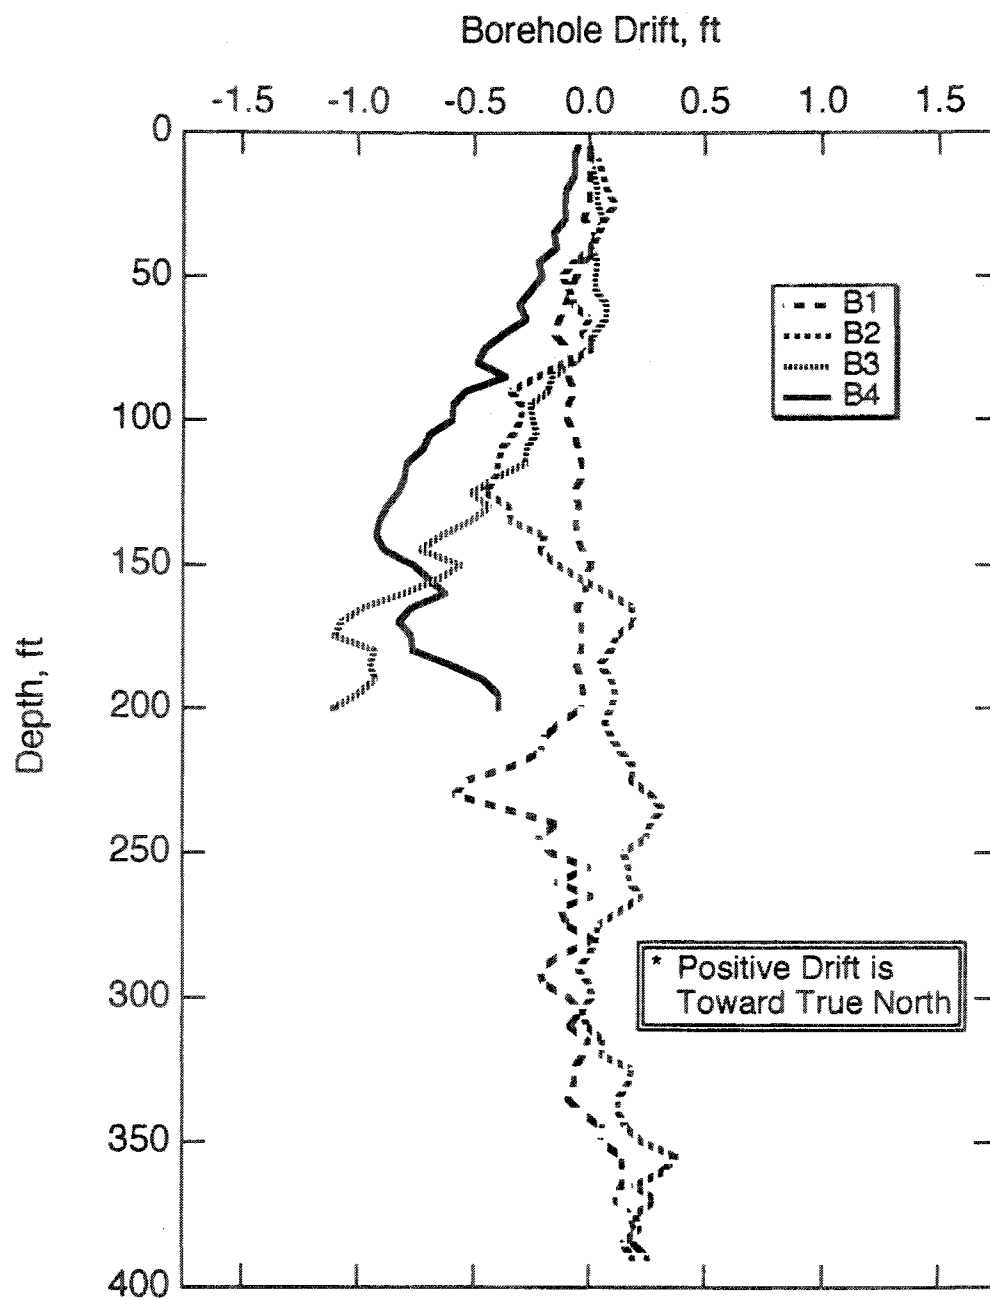 Borehole Drift, ft
-1.5 -1.0 -0.5 0.0 0.5 1.0 1.5
0
50
100
150
200
250
300
350
400
Depth, ft
B1
B2
B3
B4
* Positive Drift is
Toward True North